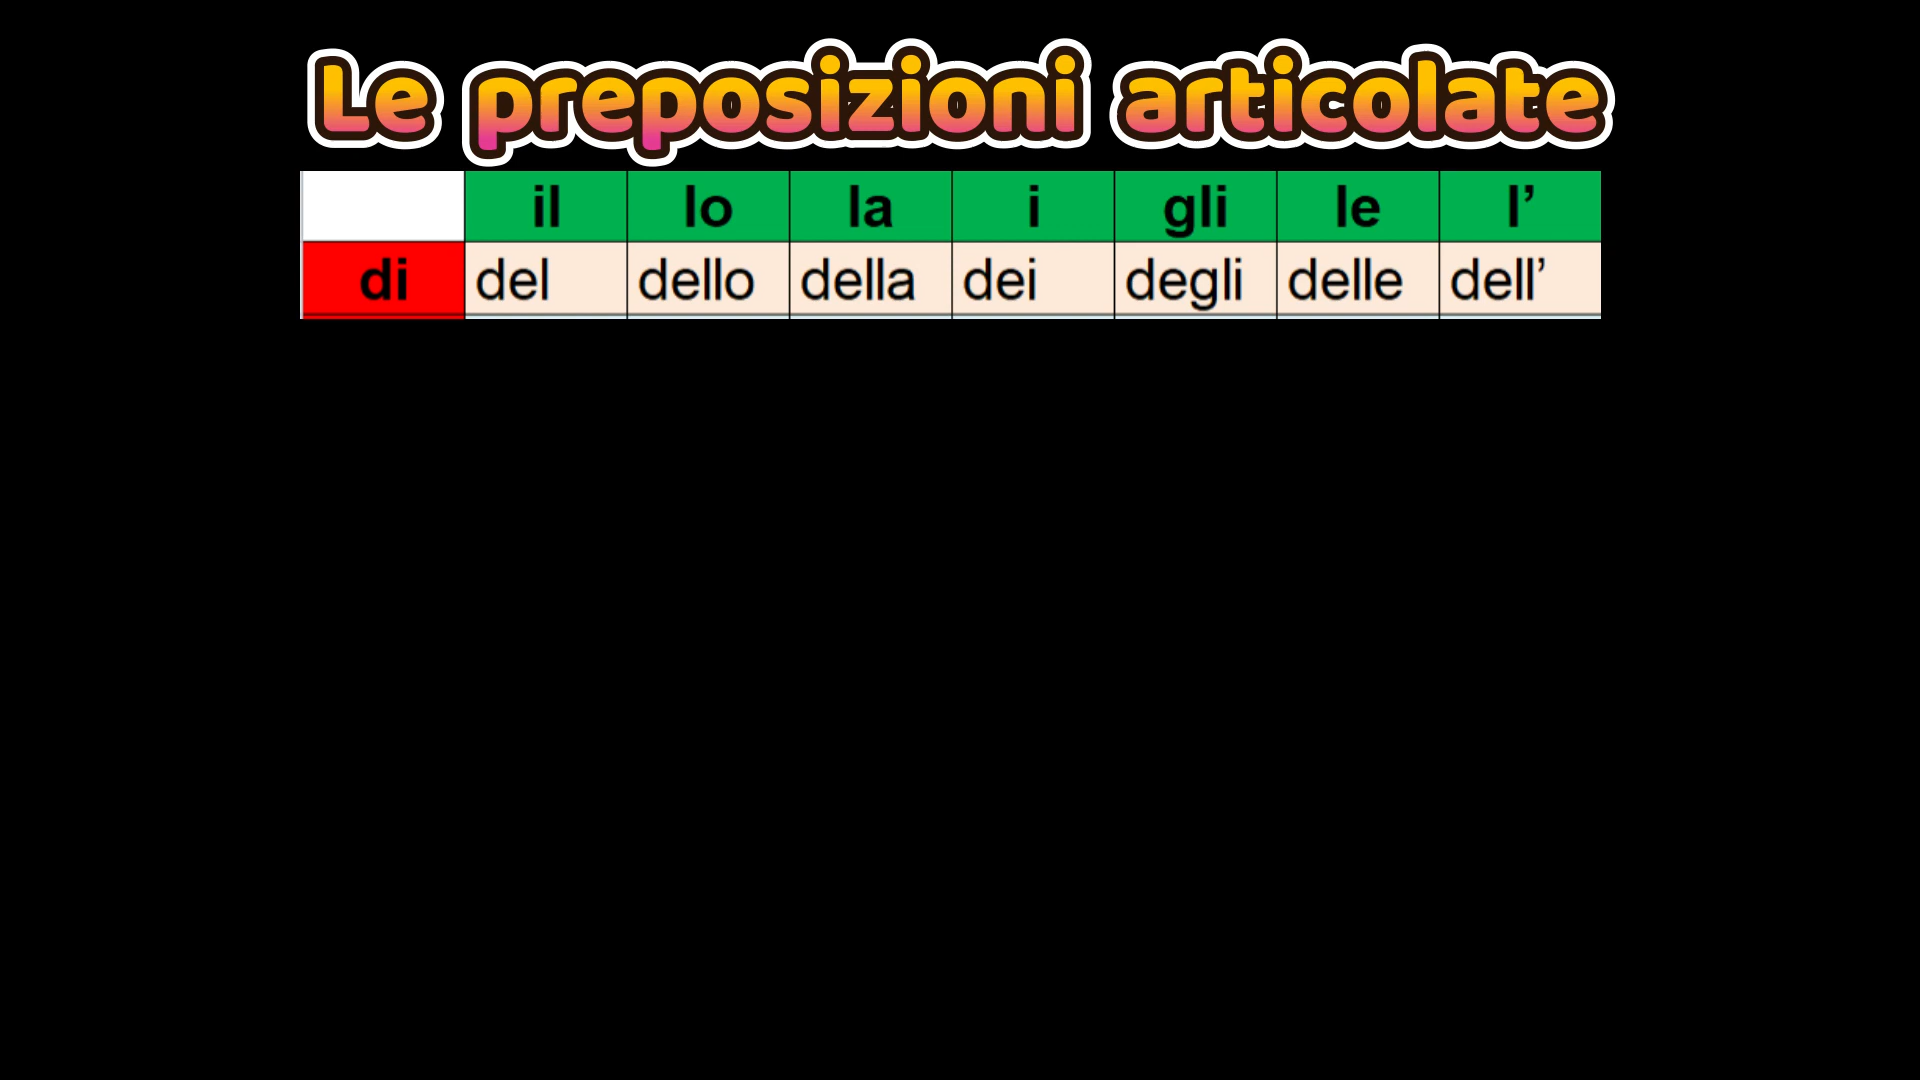 Le preposizioni articolate
il lo la i gli le l’
di del dello della dei degli delle dell’